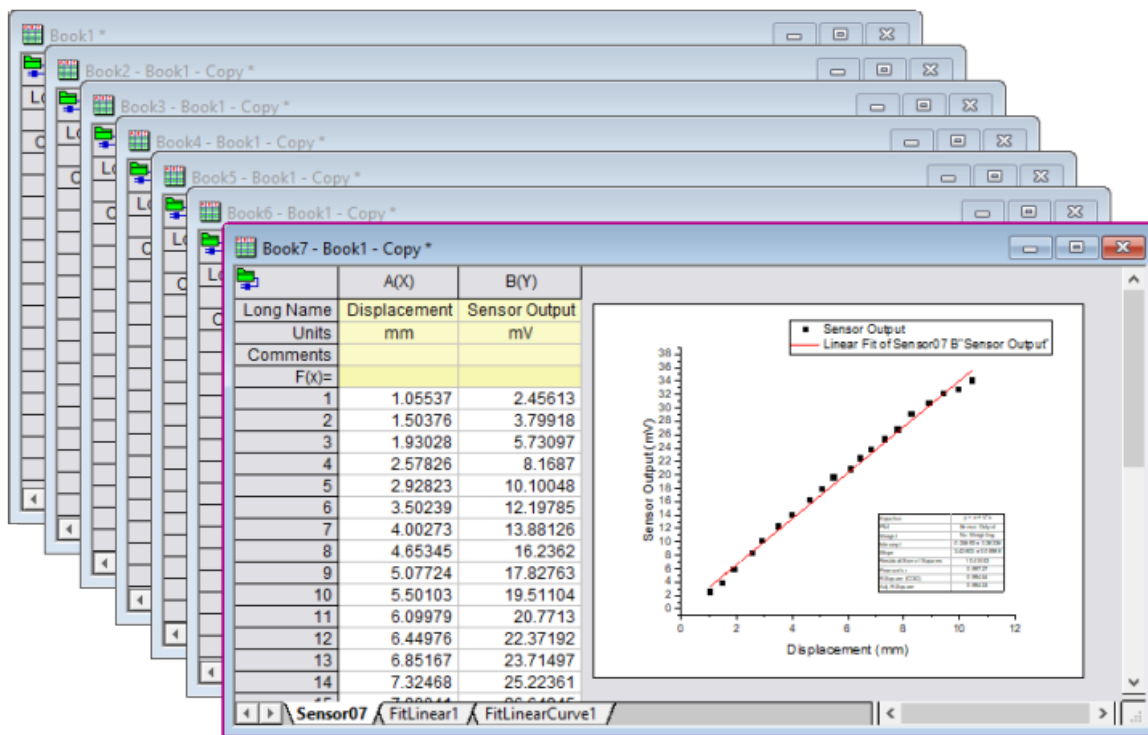 Book1 *
Book2 - Book1 - Copy *
Book3 - Book1 - Copy *
Book4 - Book1 - Copy *
Book5 - Book1 - Copy *
Book6 - Book1 - Copy *
Book7 - Book1 - Copy *
A(X) B(Y)
Long Name Displacement Sensor Output
Units mm mV
Comments
F(x)=
1 1.05537 2.45613
2 1.50376 3.79918
3 1.93028 5.73097
4 2.57826 8.1687
5 2.92823 10.10048
6 3.50239 12.19785
7 4.00273 13.88126
8 4.65345 16.2362
9 5.07724 17.82763
10 5.50103 19.51104
11 6.09979 20.7713
12 6.44976 22.37192
13 6.85167 23.71497
14 7.32468 25.22361
Sensor Output
Linear Fit of Sensor07 B"Sensor Output"
38
36
34
32
30
28
26
24
22
20
18
16
14
12
10
8
6
4
2
0
Sensor Output (mV)
0 2 4 6 8 10 12
Displacement (mm)
Sensor07 FitLinear1 FitLinearCurve1